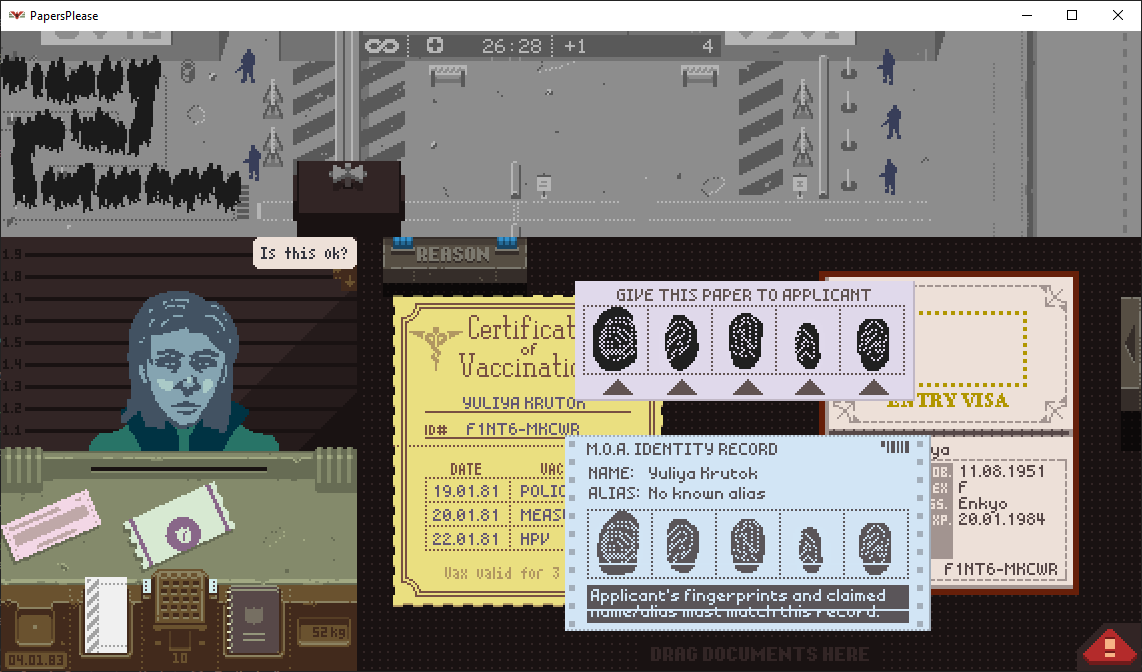 PapersPlease
26:28 +1 4
Is this ok?
1.9
1.8
1.7
1.6
1.5
1.4
1.3
1.2
1.1
REASON
Certificat
of
Vaccinatio
YULIYA KRUTOK
ID# F1NT6-MKCWR
DATE VAC
19.01.81 POLIO
20.01.81 MEAS
22.01.81 HPV
Vax valid for 3
GIVE THIS PAPER TO APPLICANT
ENTRY VISA
M.O.A. IDENTITY RECORD
NAME: Yuliya Krutok
ALIAS: No known alias
Applicant's fingerprints and claimed
name/alias must match this record.
ya
OB. 11.08.1951
EX F
SS. Enkyo
XP. 20.01.1984
F1NT6-MKCWR
04.01.83
10
52kg
DRAG DOCUMENTS HERE